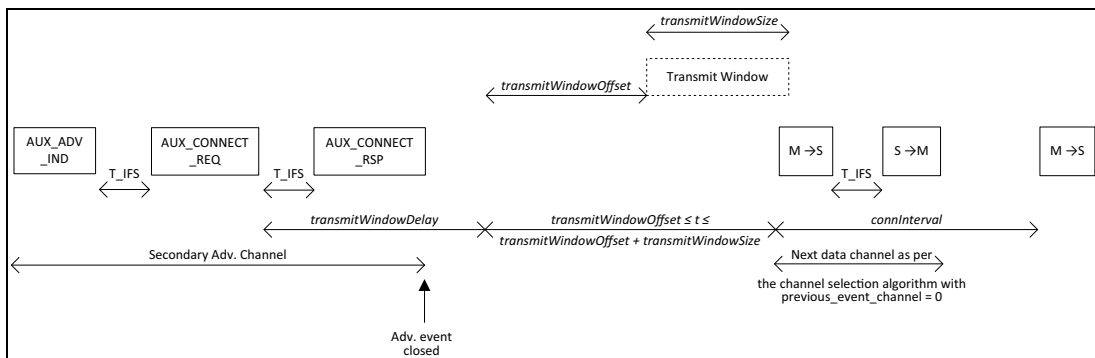 transmitWindowSize
Transmit Window
transmitWindowOffset
AUX_ADV
_IND
AUX_CONNECT
_REQ
AUX_CONNECT
_RSP
M →S
S →M
M →S
T_IFS
T_IFS
T_IFS
transmitWindowDelay
transmitWindowOffset ≤ t ≤
transmitWindowOffset + transmitWindowSize
connInterval
Secondary Adv. Channel
Next data channel as per
the channel selection algorithm with
previous_event_channel = 0
Adv. event
closed